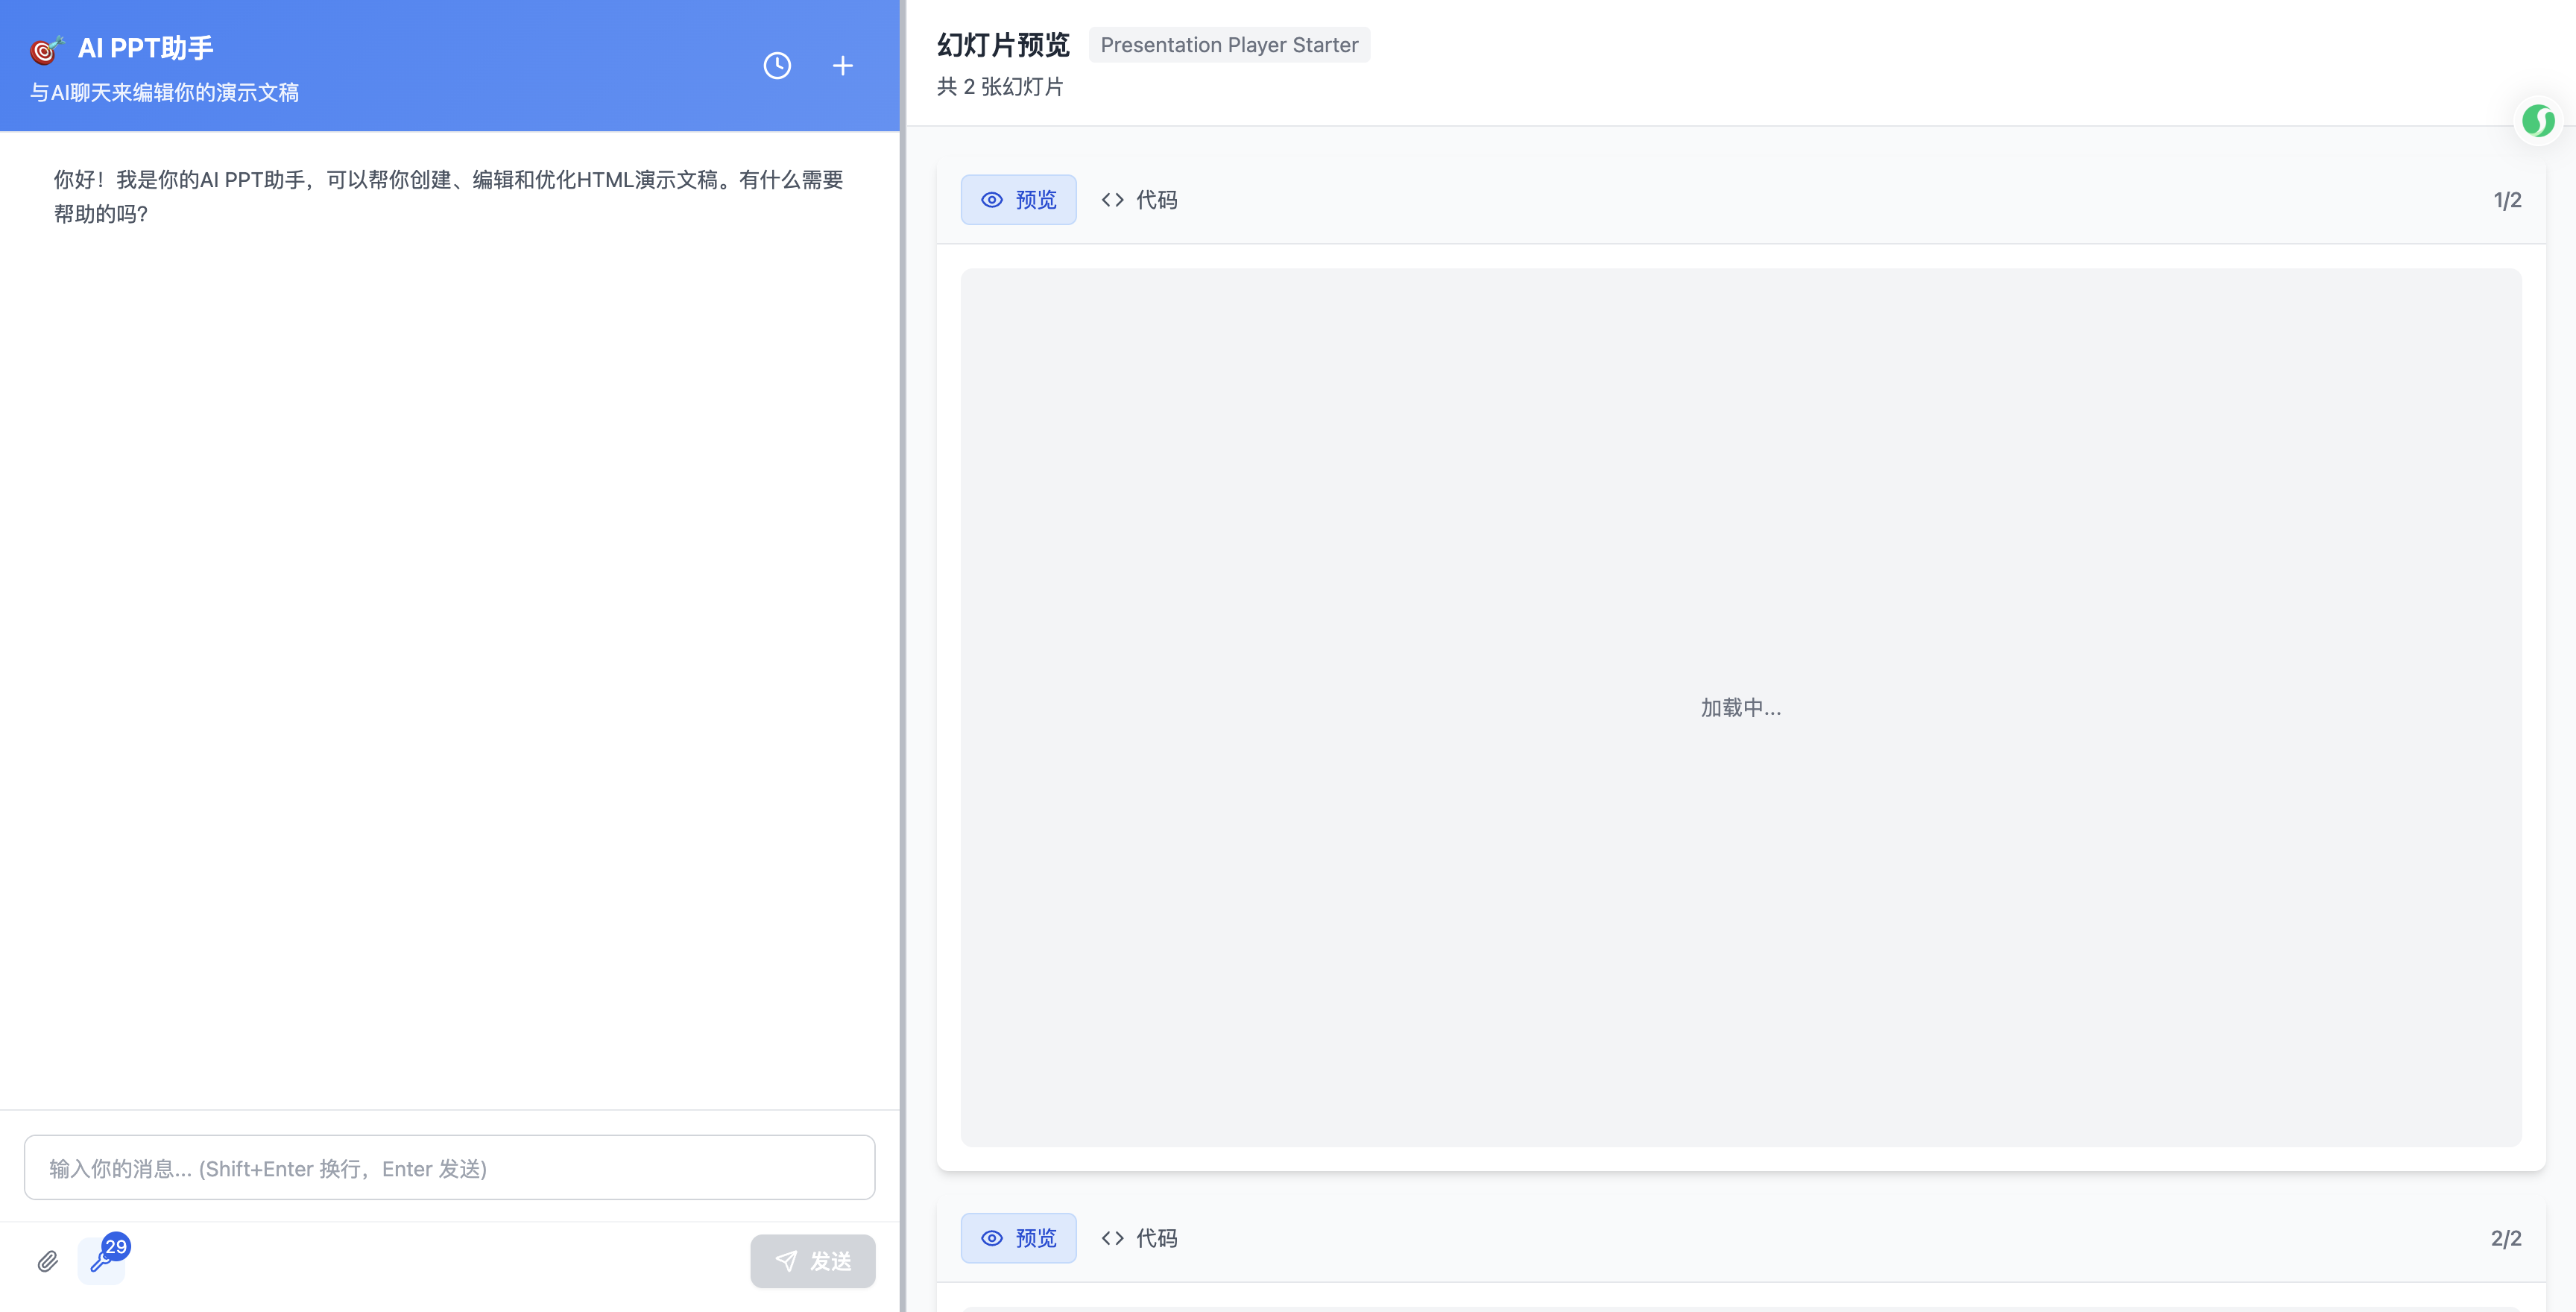 AI PPT助手
与AI聊天来编辑你的演示文稿
你好！我是你的AI PPT助手，可以帮你创建、编辑和优化HTML演示文稿。有什么需要
帮助的吗？
输入你的消息... (Shift+Enter 换行，Enter 发送)
29
发送
幻灯片预览 Presentation Player Starter
共 2 张幻灯片
预览 代码 1/2
加载中...
预览 代码 2/2